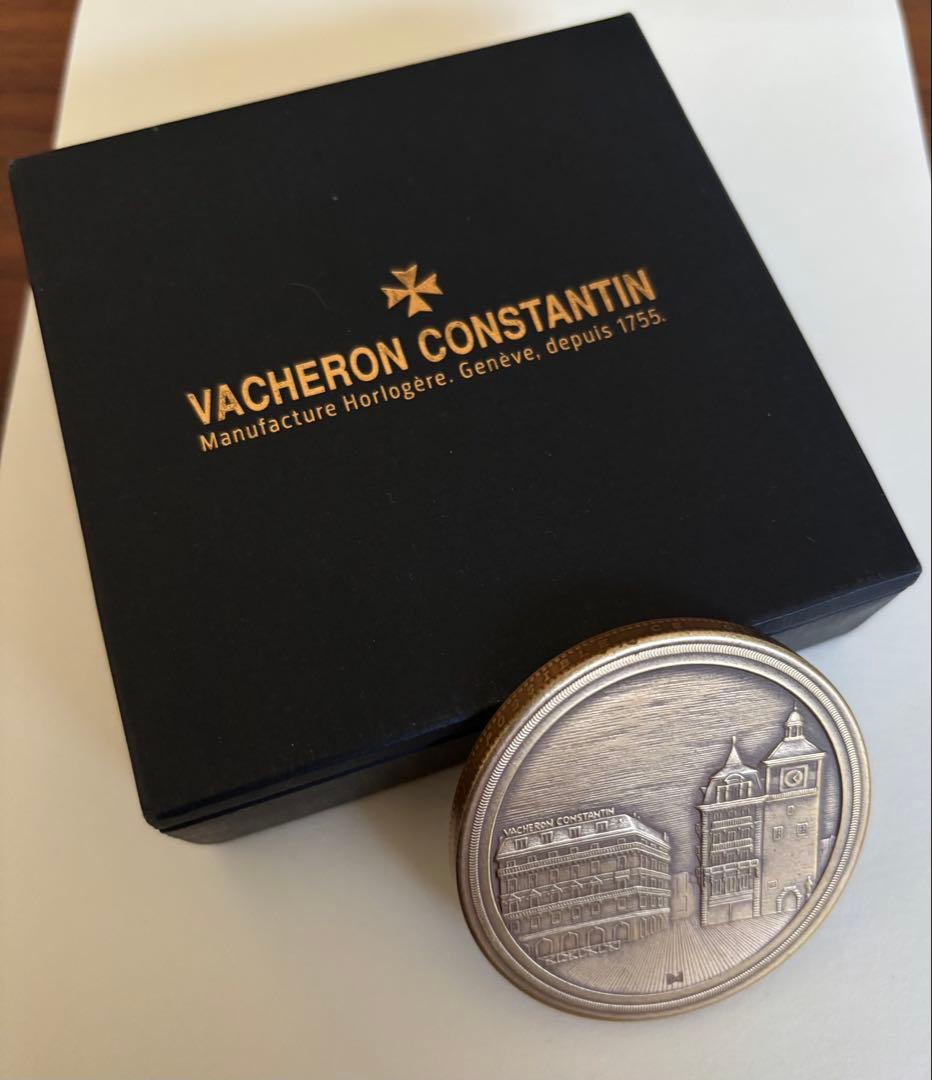 VACHERON CONSTANTIN
Manufacture Horlogère. Genève, depuis 1755.
VACHERON CONSTANTIN